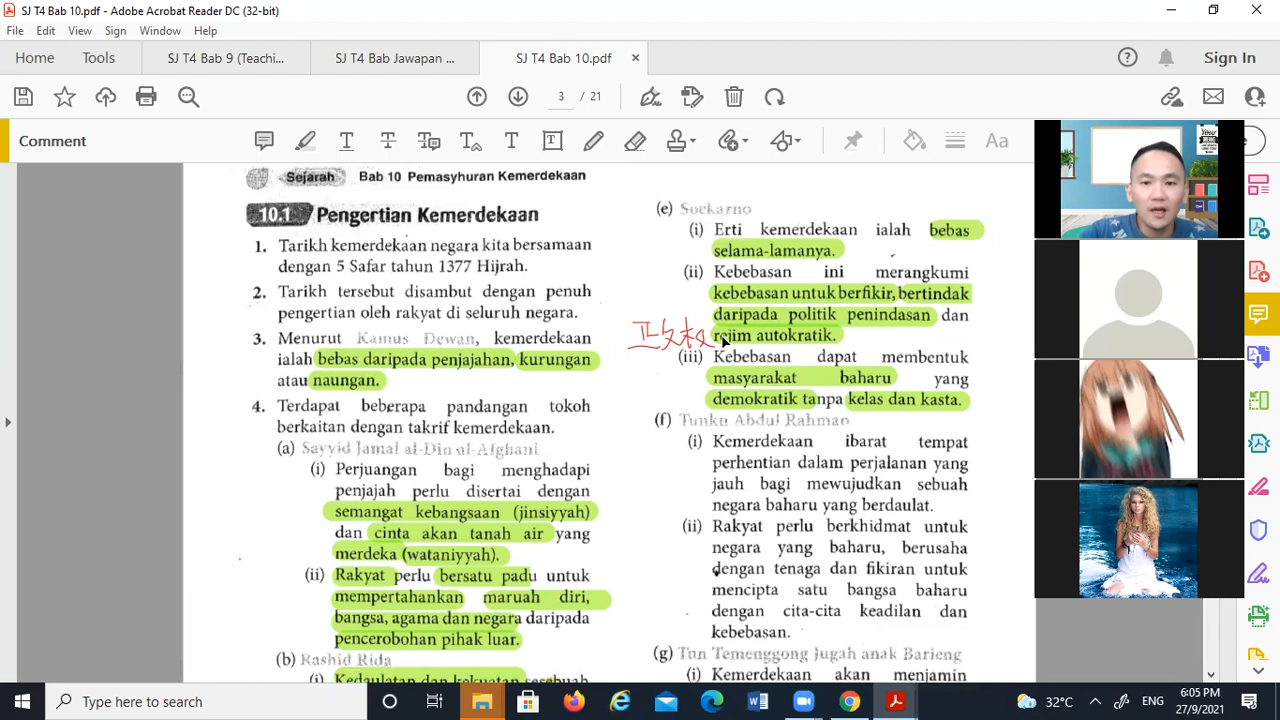 SJ T4 Bab 10.pdf - Adobe Acrobat Reader DC (32-bit)
File Edit View Sign Window Help
Home Tools SJ T4 Bab 9 (Teachi... SJ T4 Bab Jawapan ... SJ T4 Bab 10.pdf Sign In
3 / 21
Comment
Sejarah Bab 10 Pemasyhuran Kemerdekaan
10.1 Pengertian Kemerdekaan
1. Tarikh kemerdekaan negara kita bersamaan
dengan 5 Safar tahun 1377 Hijrah.
2. Tarikh tersebut disambut dengan penuh
pengertian oleh rakyat di seluruh negara.
3. Menurut Kamus Dewan, kemerdekaan
ialah bebas daripada penjajahan, kurungan
atau naungan.
4. Terdapat beberapa pandangan tokoh
berkaitan dengan takrif kemerdekaan.
(a) Sayyid Jamal al-Din al-Afghani
(i) Perjuangan bagi menghadapi
penjajah perlu disertai dengan
semangat kebangsaan (jinsiyyah)
dan cinta akan tanah air yang
merdeka (wataniyyah).
(ii) Rakyat perlu bersatu padu untuk
mempertahankan maruah diri,
bangsa, agama dan negara daripada
pencerobohan pihak luar.
(b) Rashid Rida
(i) Kedaulatan dan kekuatan sesebuah
(e) Soekarno
(i) Erti kemerdekaan ialah bebas
selama-lamanya.
(ii) Kebebasan ini merangkumi
kebebasan untuk berfikir, bertindak
daripada politik penindasan dan
政权 rejim autokratik.
(iii) Kebebasan dapat membentuk
masyarakat baharu yang
demokratik tanpa kelas dan kasta.
(f) Tunku Abdul Rahman
(i) Kemerdekaan ibarat tempat
perhentian dalam perjalanan yang
jauh bagi mewujudkan sebuah
negara baharu yang berdaulat.
(ii) Rakyat perlu berkhidmat untuk
negara yang baharu, berusaha
dengan tenaga dan fikiran untuk
mencipta satu bangsa baharu
dengan cita-cita keadilan dan
kebebasan.
(g) Tun Temenggong Jugah anak Barieng
(i) Kemerdekaan akan menjamin
Type here to search
32°C ENG
6:05 PM
27/9/2021